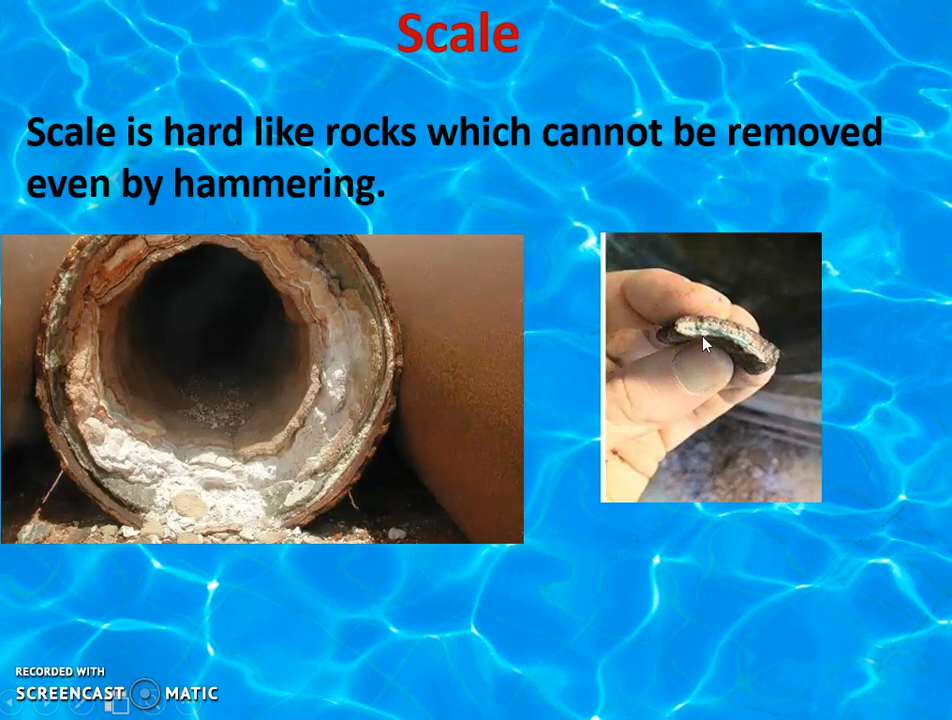 Scale
Scale is hard like rocks which cannot be removed
even by hammering.
RECORDED WITH
SCREENCAST MATIC